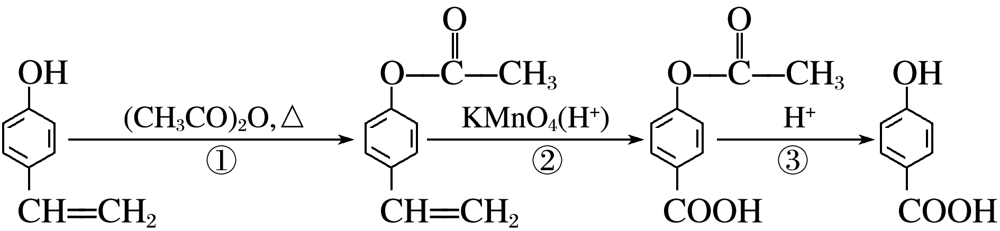 OH
CH=CH₂
(CH₃CO)₂O,△
①
O
O—C—CH₃
CH=CH₂
KMnO₄(H⁺)
②
O
O—C—CH₃
COOH
H⁺
③
OH
COOH